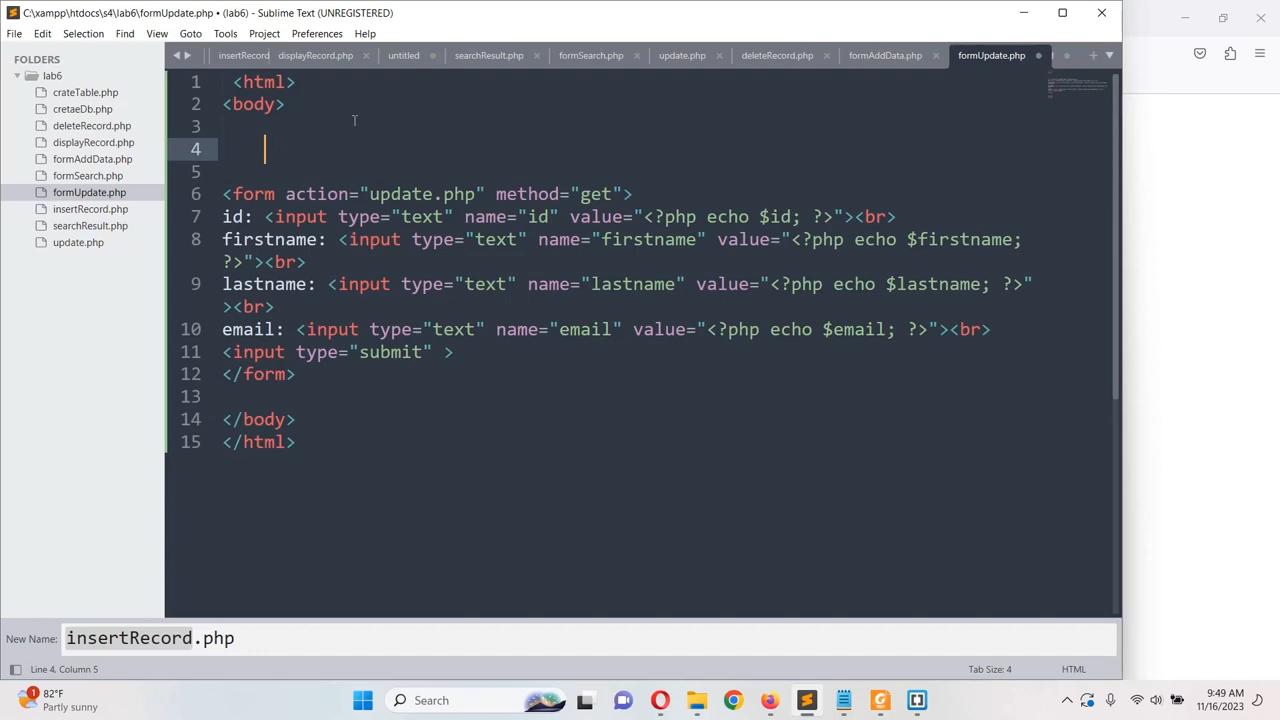 C:\xampp\htdocs\s4\lab6\formUpdate.php • (lab6) - Sublime Text (UNREGISTERED)
File Edit Selection Find View Goto Tools Project Preferences Help
FOLDERS
lab6
crateTable.php
cretaeDb.php
deleteRecord.php
displayRecord.php
formAddData.php
formSearch.php
formUpdate.php
insertRecord.php
searchResult.php
update.php
insertRecord displayRecord.php untitled searchResult.php formSearch.php update.php deleteRecord.php formAddData.php formUpdate.php
1 <html>
2 <body>
3
4
5
6 <form action="update.php" method="get">
7 id: <input type="text" name="id" value="<?php echo $id; ?>"><br>
8 firstname: <input type="text" name="firstname" value="<?php echo $firstname;
?>"><br>
9 lastname: <input type="text" name="lastname" value="<?php echo $lastname; ?>"
><br>
10 email: <input type="text" name="email" value="<?php echo $email; ?>"><br>
11 <input type="submit" >
12 </form>
13
14 </body>
15 </html>
New Name: insertRecord.php
Line 4, Column 5
Tab Size: 4
HTML
1
82°F
Partly sunny
Search
9:49 AM
11/16/2023